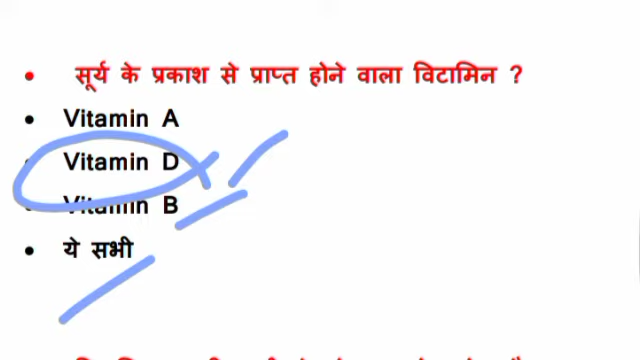 • सूर्य के प्रकाश से प्राप्त होने वाला विटामिन ?
• Vitamin A
• Vitamin D
• Vitamin B
• ये सभी